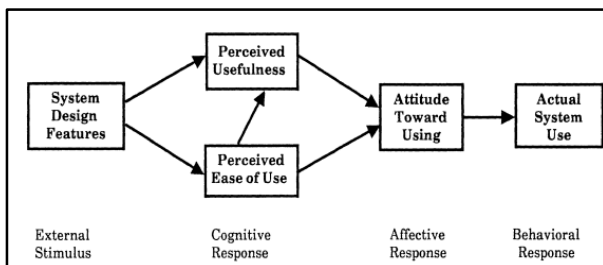 Perceived
Usefulness
System
Design
Features
Attitude
Toward
Using
Actual
System
Use
Perceived
Ease of Use
External
Stimulus
Cognitive
Response
Affective
Response
Behavioral
Response